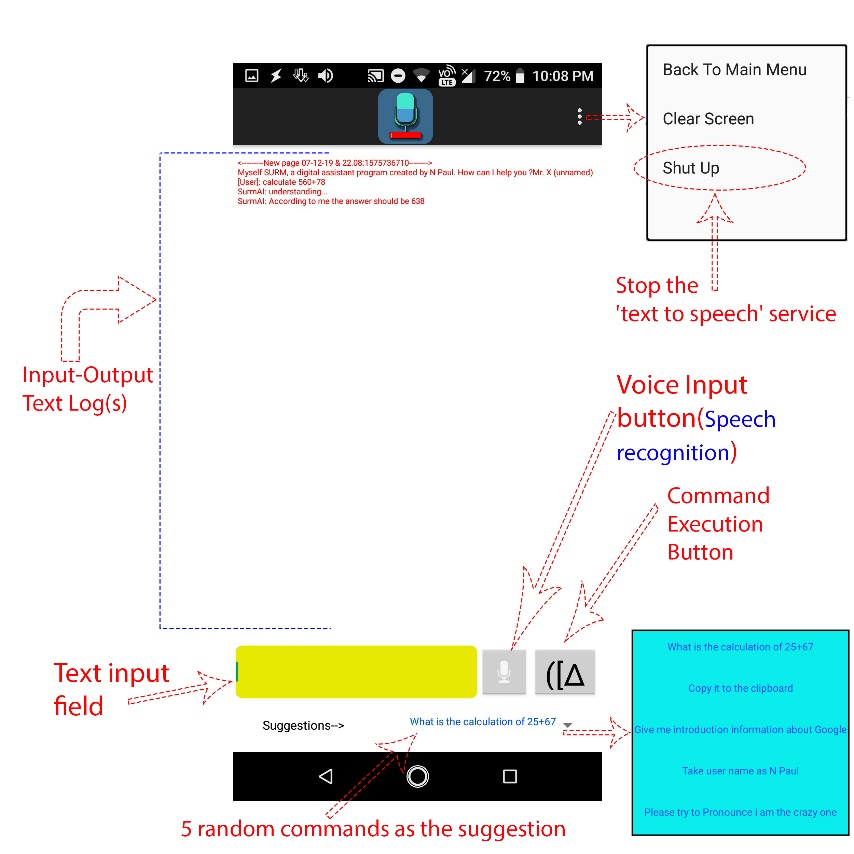 VO))
LTE
72%
10:08 PM
Back To Main Menu
Clear Screen
Shut Up
<---------New page 07-12-19 & 22.08:1575736710--------->
Myself SURM, a digital assistant program created by N Paul. How can I help you ?Mr. X (unnamed)
[User]: calculate 560+78
SurmAI: understanding...
SurmAI: According to me the answer should be 638
Stop the
'text to speech' service
Input-Output
Text Log(s)
Voice Input
button(Speech
recognition)
Command
Execution
Button
Text input
field
([Δ
Suggestions-->
What is the calculation of 25+67
What is the calculation of 25+67
Copy it to the clipboard
Give me introduction information about Google
Take user name as N Paul
Please try to Pronounce i am the crazy one
5 random commands as the suggestion